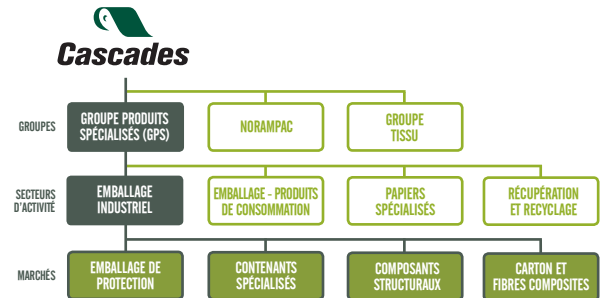 Cascades
GROUPES
GROUPE PRODUITS
SPÉCIALISÉS (GPS)
NORAMPAC
GROUPE
TISSU
SECTEURS
D'ACTIVITÉ
EMBALLAGE
INDUSTRIEL
EMBALLAGE - PRODUITS
DE CONSOMMATION
PAPIERS
SPÉCIALISÉS
RÉCUPÉRATION
ET RECYCLAGE
MARCHÉS
EMBALLAGE DE
PROTECTION
CONTENANTS
SPÉCIALISÉS
COMPOSANTS
STRUCTURAUX
CARTON ET
FIBRES COMPOSITES